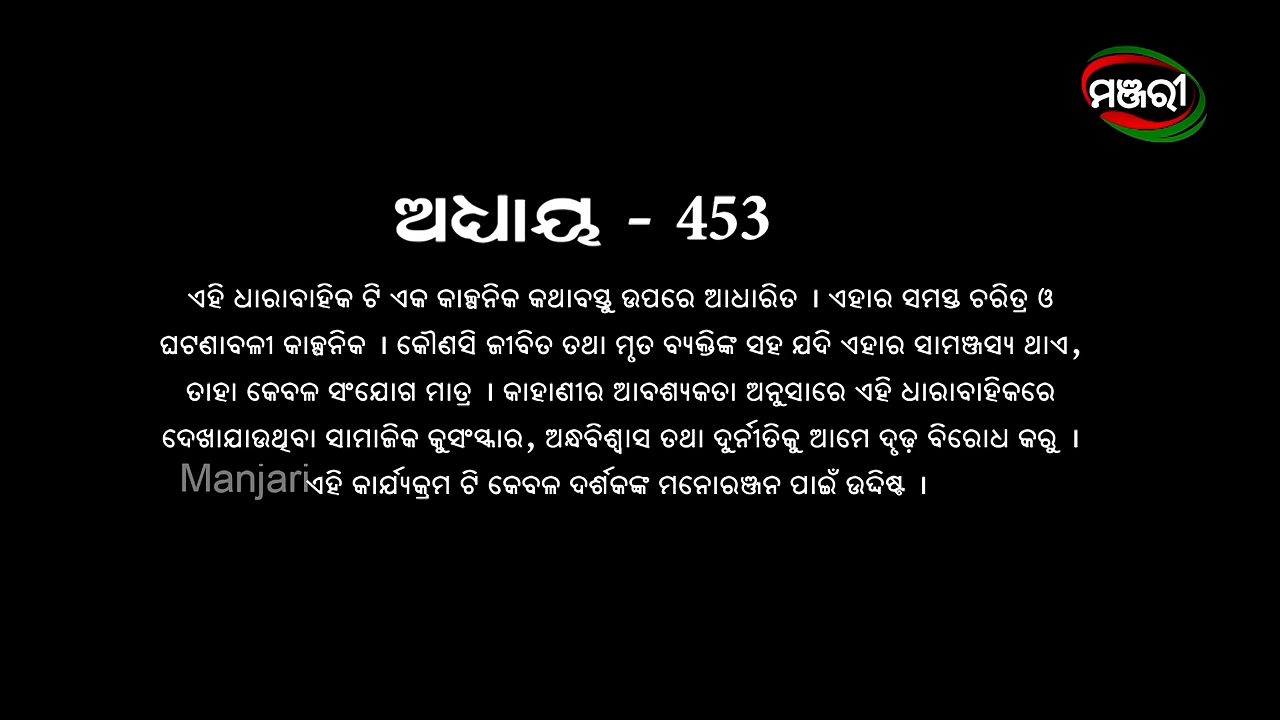 ମଞ୍ଜରୀ
ଅଧ୍ୟାୟ - 453
ଏହି ଧାରାବାହିକ ଟି ଏକ କାଳ୍ପନିକ କଥାବସ୍ତୁ ଉପରେ ଆଧାରିତ । ଏହାର ସମସ୍ତ ଚରିତ୍ର ଓ
ଘଟଣାବଳୀ କାଳ୍ପନିକ । କୌଣସି ଜୀବିତ ତଥା ମୃତ ବ୍ୟକ୍ତିଙ୍କ ସହ ଯଦି ଏହାର ସାମଞ୍ଜସ୍ୟ ଥାଏ,
ତାହା କେବଳ ସଂଯୋଗ ମାତ୍ର । କାହାଣୀର ଆବଶ୍ୟକତା ଅନୁସାରେ ଏହି ଧାରାବାହିକରେ
ଦେଖାଯାଉଥିବା ସାମାଜିକ କୁସଂସ୍କାର, ଅନ୍ଧବିଶ୍ୱାସ ତଥା ଦୁର୍ନୀତିକୁ ଆମେ ଦୃଢ଼ ବିରୋଧ କରୁ ।
Manjari ଏହି କାର୍ଯ୍ୟକ୍ରମ ଟି କେବଳ ଦର୍ଶକଙ୍କ ମନୋରଞ୍ଜନ ପାଇଁ ଉଦ୍ଦିଷ୍ଟ ।